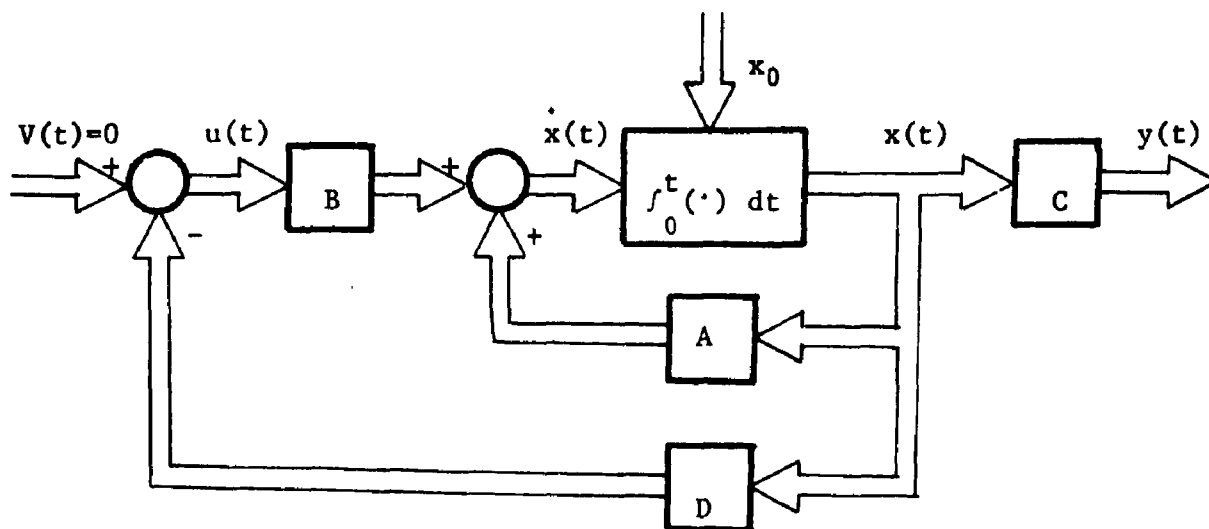 x₀
V(t)=0
+
u(t)
B
+
ẋ(t)
∫₀ᵗ(·) dt
x(t)
C
y(t)
-
+
A
D